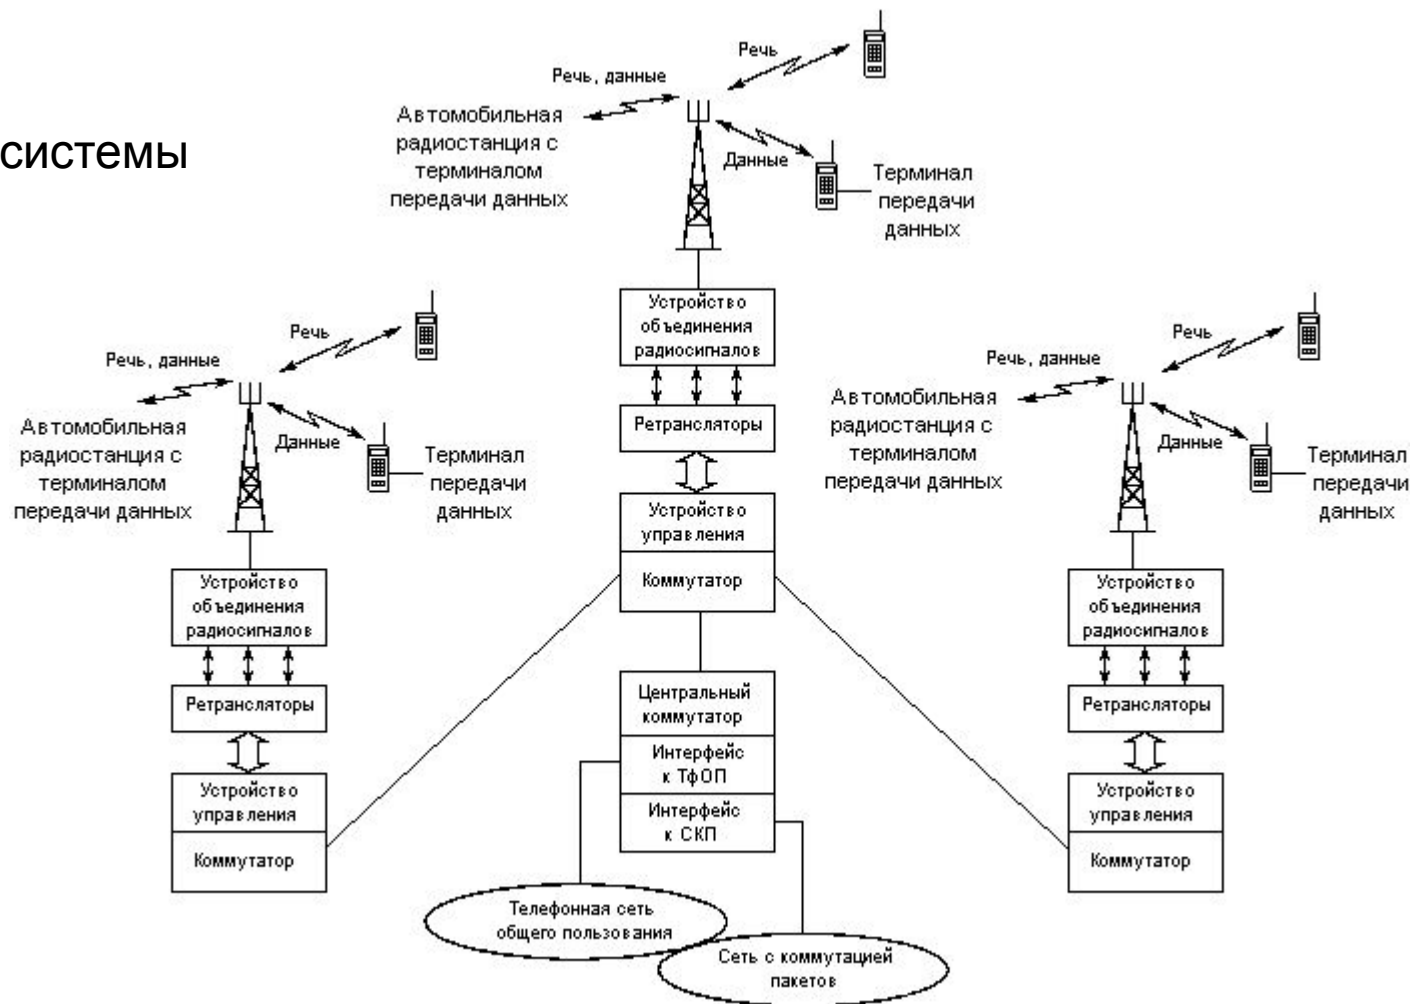 системы
Речь
Речь, данные
Автомобильная
радиостанция с
терминалом
передачи данных
Данные
Терминал
передачи
данных
Устройство
объединения
радиосигналов
Ретрансляторы
Устройство
управления
Коммутатор
Речь
Речь, данные
Автомобильная
радиостанция с
терминалом
передачи данных
Данные
Терминал
передачи
данных
Устройство
объединения
радиосигналов
Ретрансляторы
Устройство
управления
Коммутатор
Речь
Речь, данные
Автомобильная
радиостанция с
терминалом
передачи данных
Данные
Терминал
передачи
данных
Устройство
объединения
радиосигналов
Ретрансляторы
Устройство
управления
Коммутатор
Центральный
коммутатор
Интерфейс
к ТфОП
Интерфейс
к СКП
Телефонная сеть
общего пользования
Сеть с коммутацией
пакетов